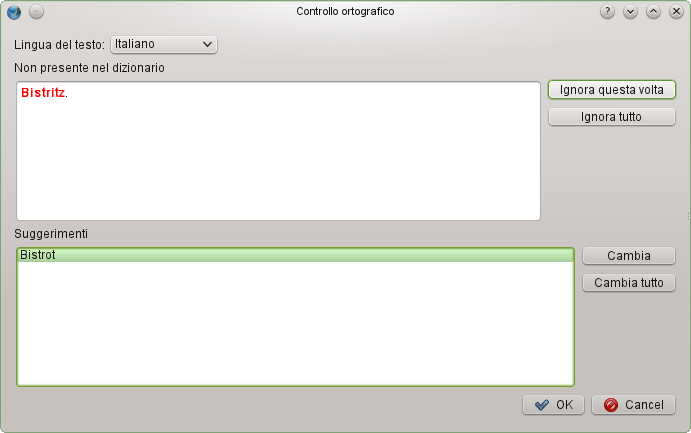 Controllo ortografico
Lingua del testo: Italiano
Non presente nel dizionario
Bistritz.
Ignora questa volta
Ignora tutto
Suggerimenti
Bistrot
Cambia
Cambia tutto
OK Cancel